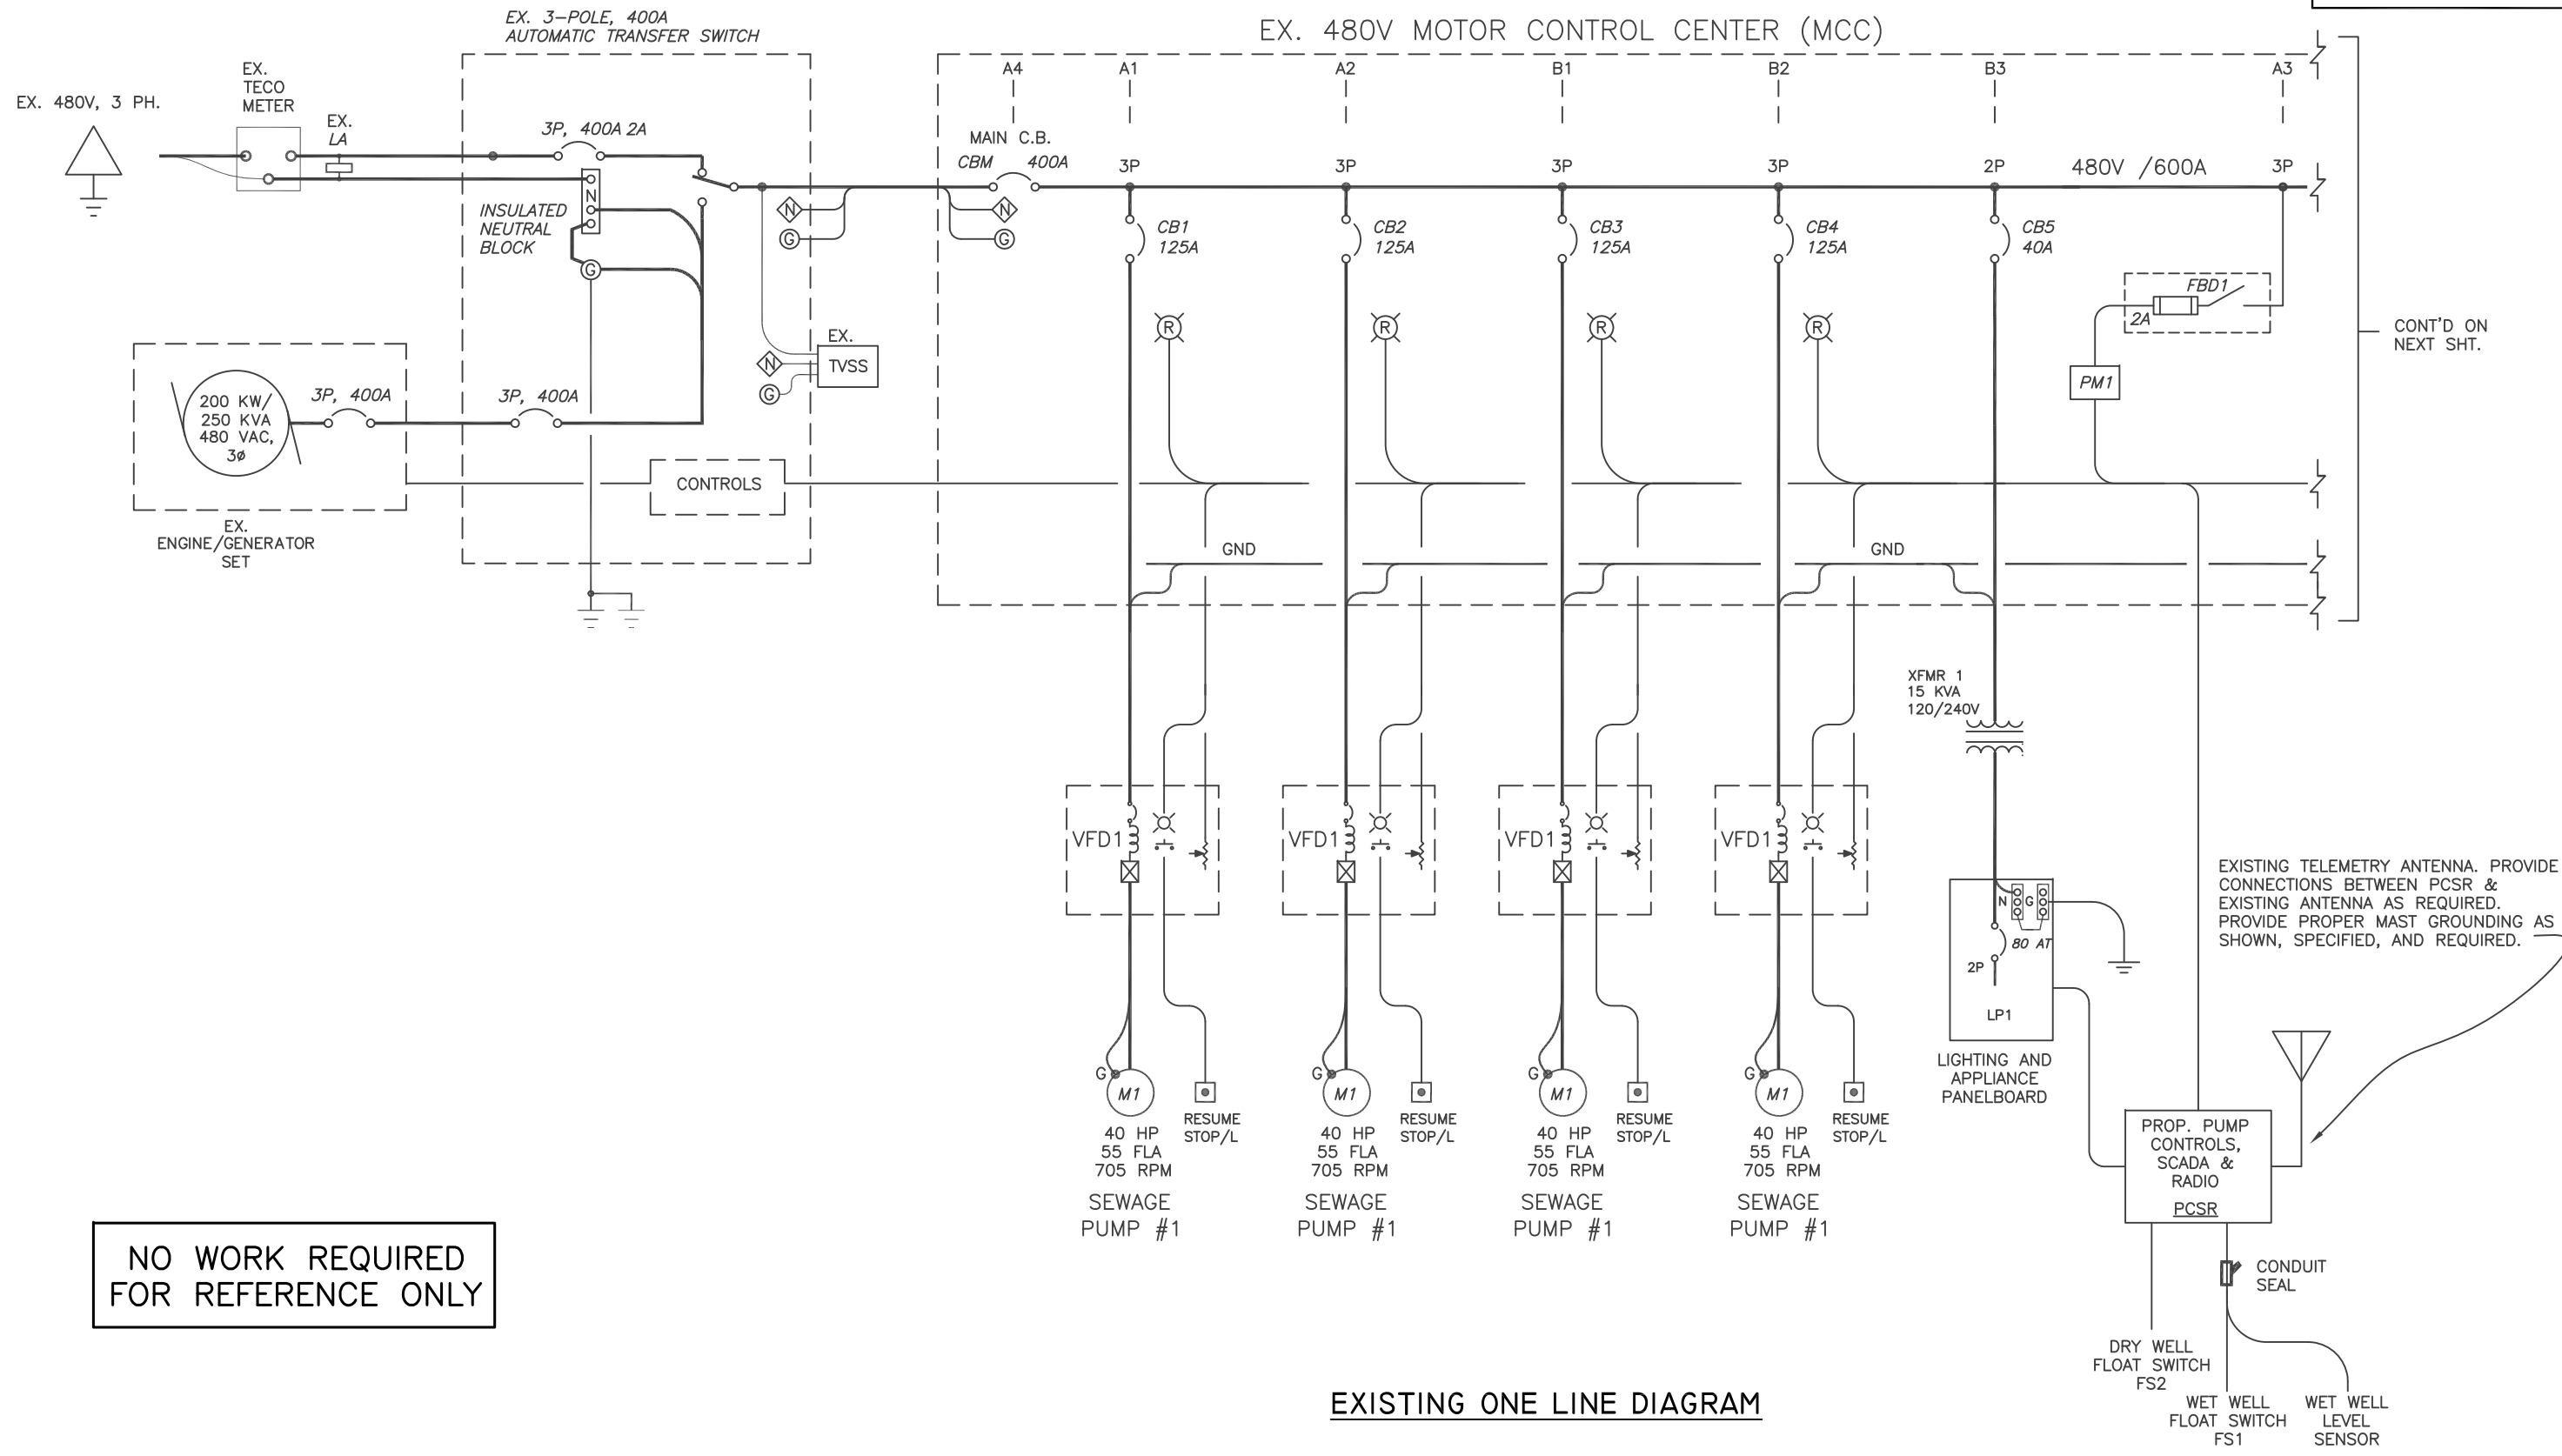 EX. 3-POLE, 400A
AUTOMATIC TRANSFER SWITCH
EX. 480V MOTOR CONTROL CENTER (MCC)
EX. 480V, 3 PH.
EX.
TECO
METER
EX.
LA
3P, 400A 2A
N
INSULATED
NEUTRAL
BLOCK
G
A4
A1
A2
B1
B2
B3
A3
MAIN C.B.
CBM 400A
3P
3P
3P
3P
2P
480V /600A
3P
N
G
N
G
CB1
125A
CB2
125A
CB3
125A
CB4
125A
CB5
40A
R
R
R
R
FBD1
2A
PM1
CONT'D ON
NEXT SHT.
EX.
TVSS
N
G
200 KW/
250 KVA
480 VAC,
3ø
3P, 400A
3P, 400A
CONTROLS
EX.
ENGINE/GENERATOR
SET
GND
GND
XFMR 1
15 KVA
120/240V
VFD1
VFD1
VFD1
VFD1
N G
80 AT
2P
LP1
LIGHTING AND
APPLIANCE
PANELBOARD
EXISTING TELEMETRY ANTENNA. PROVIDE
CONNECTIONS BETWEEN PCSR &
EXISTING ANTENNA AS REQUIRED.
PROVIDE PROPER MAST GROUNDING AS
SHOWN, SPECIFIED, AND REQUIRED.
G
M1
40 HP
55 FLA
705 RPM
SEWAGE
PUMP #1
RESUME
STOP/L
G
M1
40 HP
55 FLA
705 RPM
SEWAGE
PUMP #1
RESUME
STOP/L
G
M1
40 HP
55 FLA
705 RPM
SEWAGE
PUMP #1
RESUME
STOP/L
G
M1
40 HP
55 FLA
705 RPM
SEWAGE
PUMP #1
RESUME
STOP/L
PROP. PUMP
CONTROLS,
SCADA &
RADIO
PCSR
CONDUIT
SEAL
DRY WELL
FLOAT SWITCH
FS2
WET WELL
FLOAT SWITCH
FS1
WET WELL
LEVEL
SENSOR
NO WORK REQUIRED
FOR REFERENCE ONLY
EXISTING ONE LINE DIAGRAM